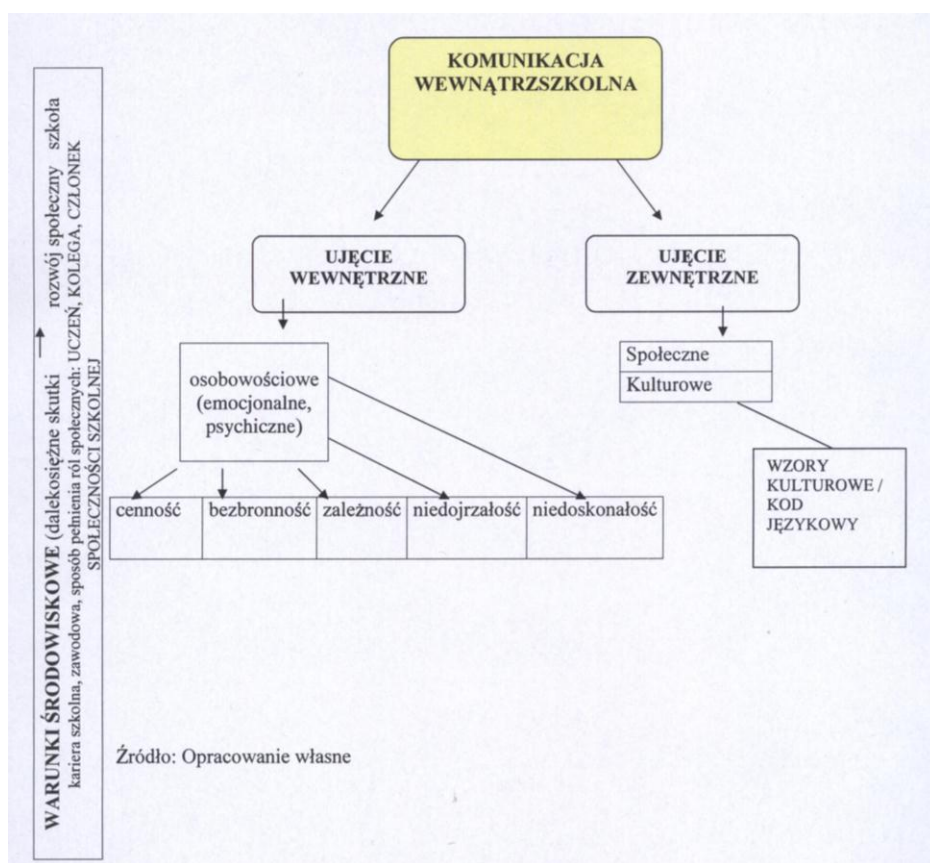 KOMUNIKACJA
WEWNĄTRZSZKOLNA
UJĘCIE
WEWNĘTRZNE
UJĘCIE
ZEWNĘTRZNE
osobowościowe
(emocjonalne,
psychiczne)
Społeczne
Kulturowe
cenność bezbronność zależność niedojrzałość niedoskonałość
WZORY
KULTUROWE /
KOD
JĘZYKOWY
WARUNKI ŚRODOWISKOWE (dalekosiężne skutki → rozwój społeczny szkoła
kariera szkolna, zawodowa, sposób pełnienia ról społecznych: UCZEŃ, KOLEGA, CZŁONEK
SPOŁECZNOŚCI SZKOLNEJ
Źródło: Opracowanie własne